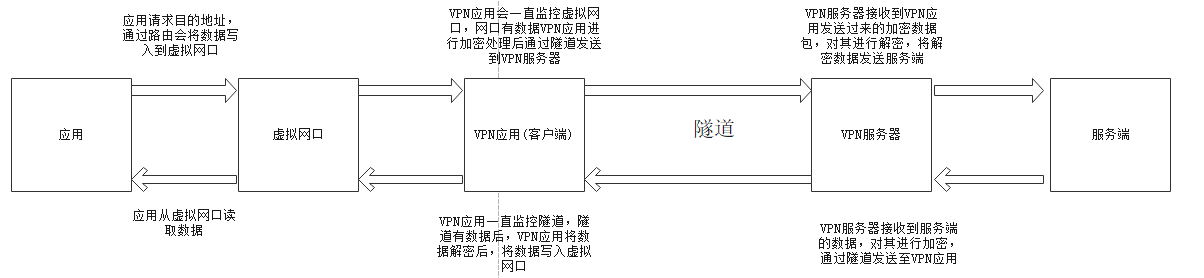 应用请求目的地址，
通过路由会将数据写
入到虚拟网口
VPN应用会一直监控虚拟网
口，网口有数据VPN应用进
行加密处理后通过隧道发送
到VPN服务器
VPN服务器接收到VPN应
用发送过来的加密数据
包，对其进行解密，将解
密数据发送服务端
应用
虚拟网口
VPN应用(客户端)
隧道
VPN服务器
服务端
应用从虚拟网口读
取数据
VPN应用一直监控隧道，隧
道有数据后，VPN应用将数
据解密后，将数据写入虚拟
网口
VPN服务器接收到服务端
的数据，对其进行加密，
通过隧道发送至VPN应用